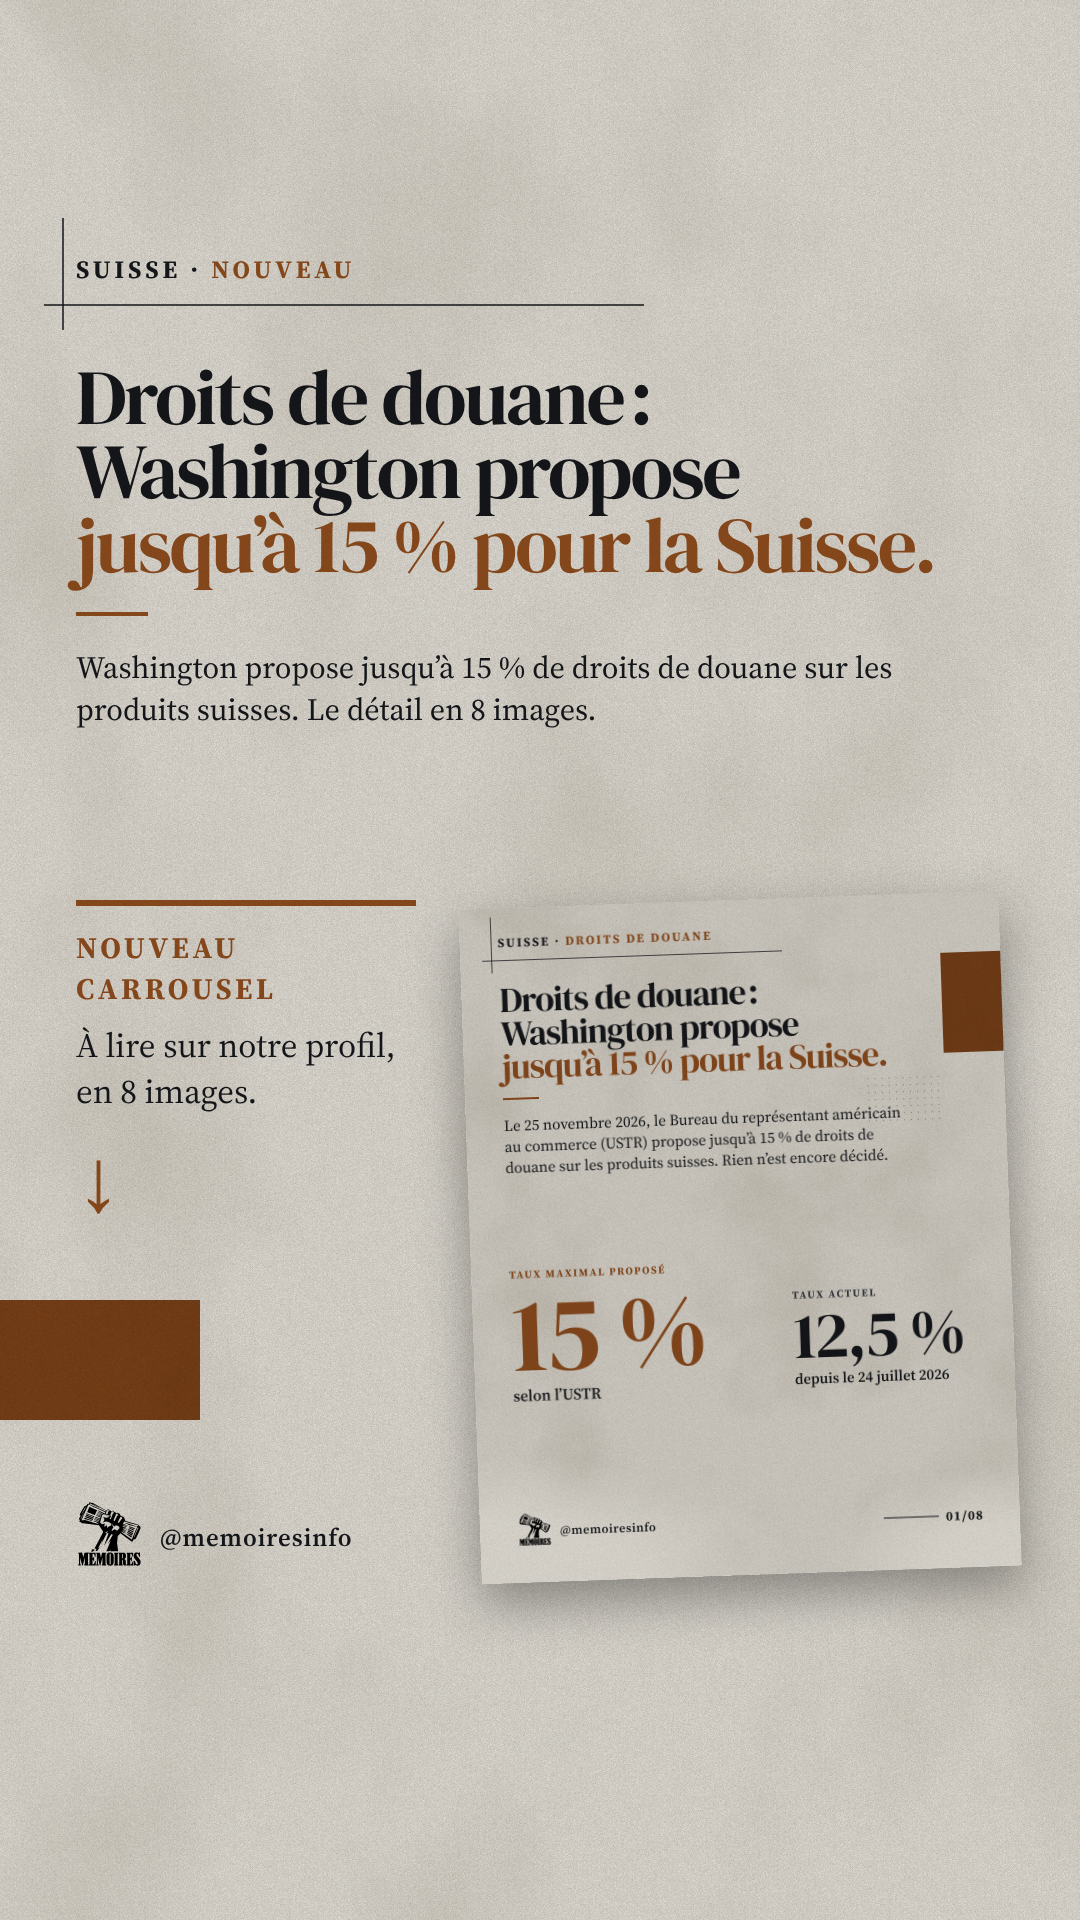 SUISSE · NOUVEAU
Droits de douane :
Washington propose
jusqu’à 15 % pour la Suisse.
Washington propose jusqu’à 15 % de droits de douane sur les
produits suisses. Le détail en 8 images.
NOUVEAU
CARROUSEL
À lire sur notre profil,
en 8 images.
↓
MÉMOIRES
@memoiresinfo
SUISSE · DROITS DE DOUANE
Droits de douane :
Washington propose
jusqu’à 15 % pour la Suisse.
Le 25 novembre 2026, le Bureau du représentant américain
au commerce (USTR) propose jusqu’à 15 % de droits de
douane sur les produits suisses. Rien n’est encore décidé.
TAUX MAXIMAL PROPOSÉ
15 %
selon l’USTR
TAUX ACTUEL
12,5 %
depuis le 24 juillet 2026
MÉMOIRES
@memoiresinfo
01/08